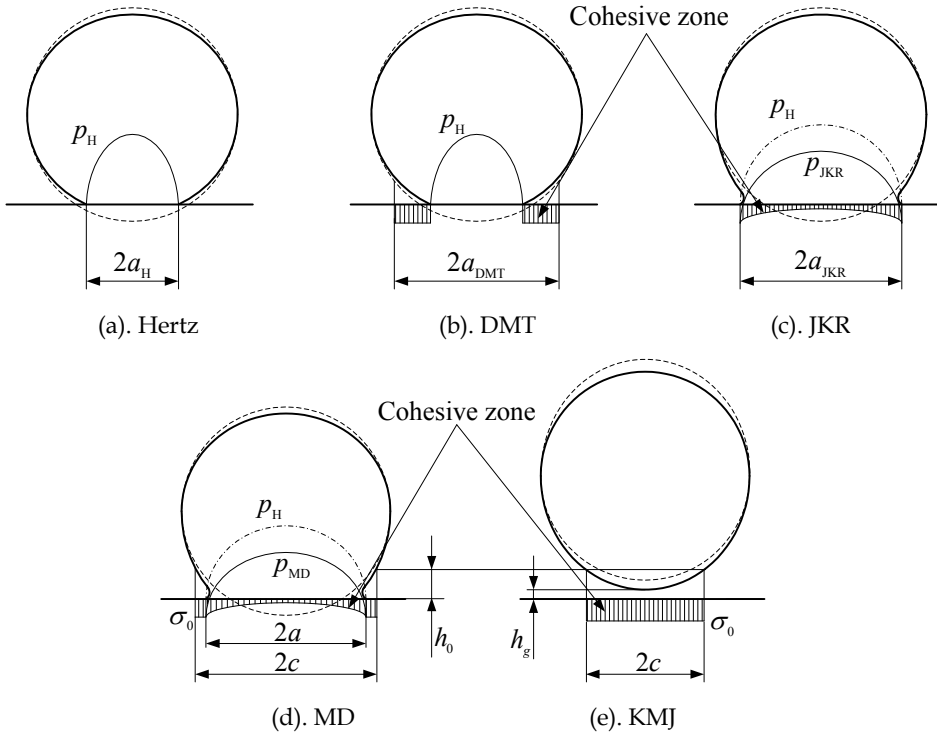 Cohesive zone
p_H
p_H
p_H
p_JKR
2a_H
2a_DMT
2a_JKR
(a). Hertz
(b). DMT
(c). JKR
Cohesive zone
p_H
p_MD
σ_0
2a
2c
h_0
h_g
2c
σ_0
(d). MD
(e). KMJ